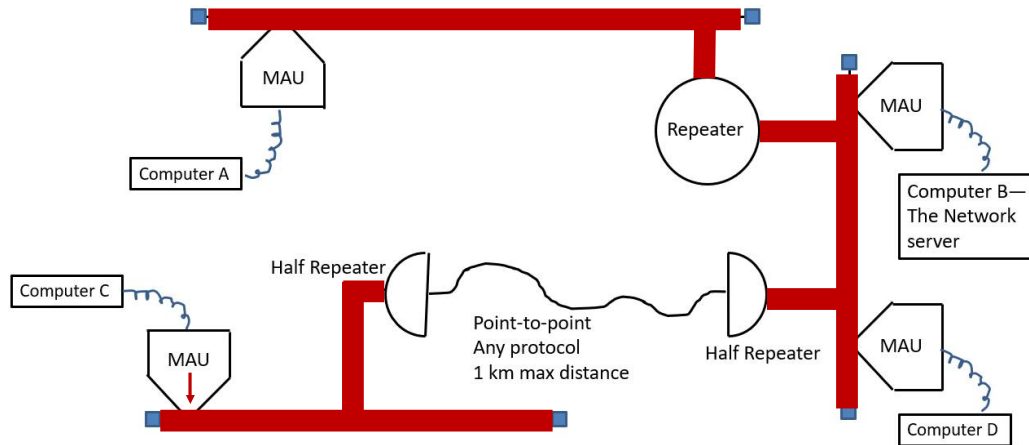 MAU
Computer A
Repeater
MAU
Computer B—
The Network
server
Half Repeater
Computer C
MAU
Point-to-point
Any protocol
1 km max distance
Half Repeater
MAU
Computer D